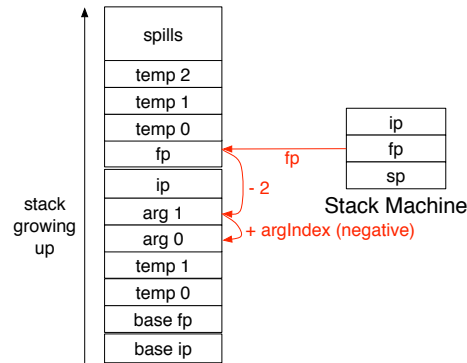 spills
temp 2
temp 1
temp 0
fp
ip
arg 1
arg 0
temp 1
temp 0
base fp
base ip
stack
growing
up
fp
- 2
+ argIndex (negative)
ip
fp
sp
Stack Machine